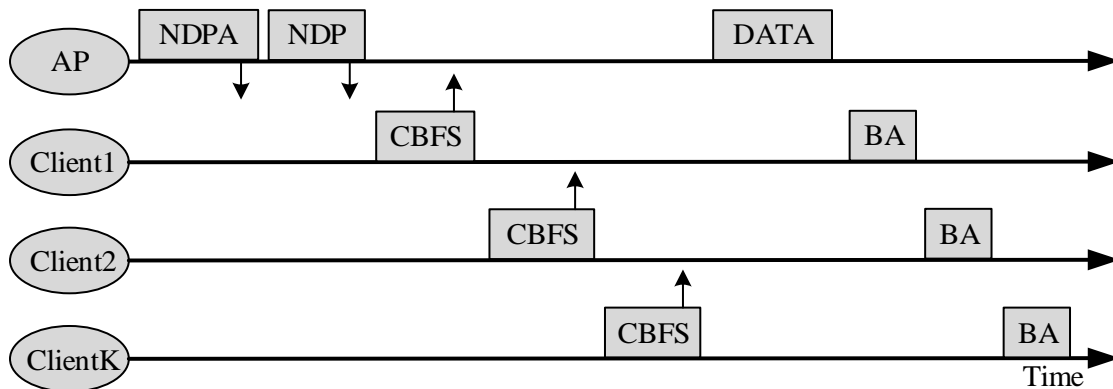 NDPA NDP DATA
AP
CBFS BA
Client1
CBFS BA
Client2
CBFS BA
ClientK
Time